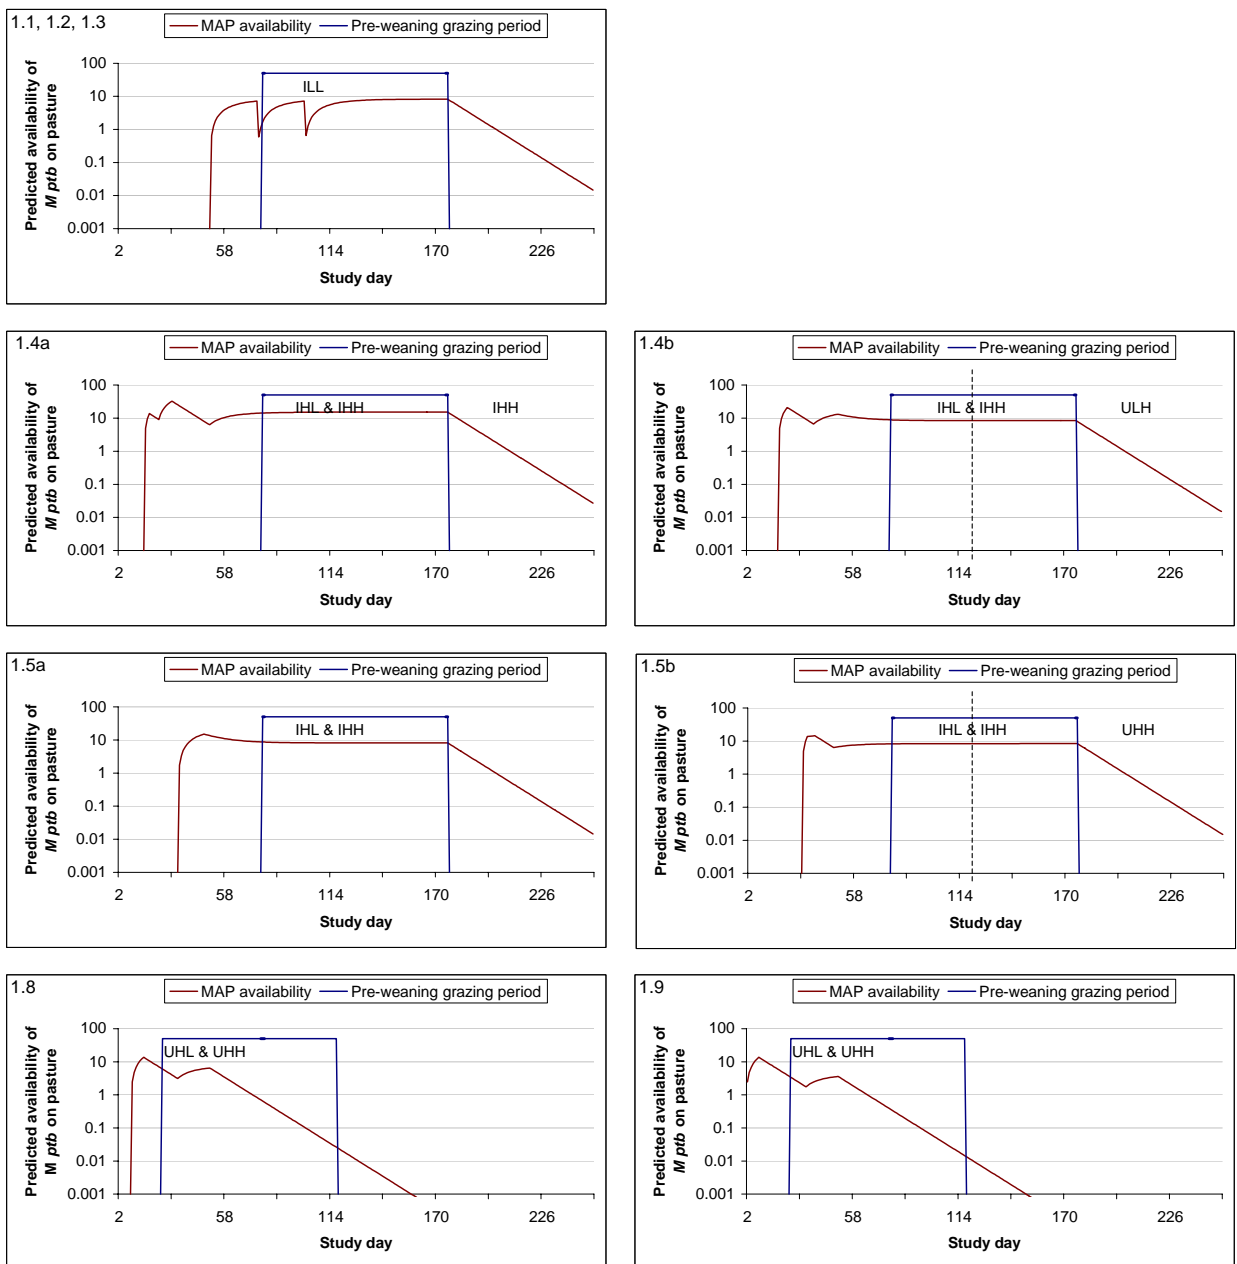 1.1, 1.2, 1.3
MAP availability Pre-weaning grazing period
Predicted availability of
M ptb on pasture
100
10
1
0.1
0.01
0.001
ILL
2 58 114 170 226
Study day
1.4a
MAP availability Pre-weaning grazing period
Predicted availability of
M ptb on pasture
100
10
1
0.1
0.01
0.001
IHL & IHH IHH
2 58 114 170 226
Study day
1.4b
MAP availability Pre-weaning grazing period
Predicted availability of
M ptb on pasture
100
10
1
0.1
0.01
0.001
IHL & IHH ULH
2 58 114 170 226
Study day
1.5a
MAP availability Pre-weaning grazing period
Predicted availability of
M ptb on pasture
100
10
1
0.1
0.01
0.001
IHL & IHH
2 58 114 170 226
Study day
1.5b
MAP availability Pre-weaning grazing period
Predicted availability of
M ptb on pasture
100
10
1
0.1
0.01
0.001
IHL & IHH UHH
2 58 114 170 226
Study day
1.8
MAP availability Pre-weaning grazing period
Predicted availability of
M ptb on pasture
100
10
1
0.1
0.01
0.001
UHL & UHH
2 58 114 170 226
Study day
1.9
MAP availability Pre-weaning grazing period
Predicted availability of
M ptb on pasture
100
10
1
0.1
0.01
0.001
UHL & UHH
2 58 114 170 226
Study day